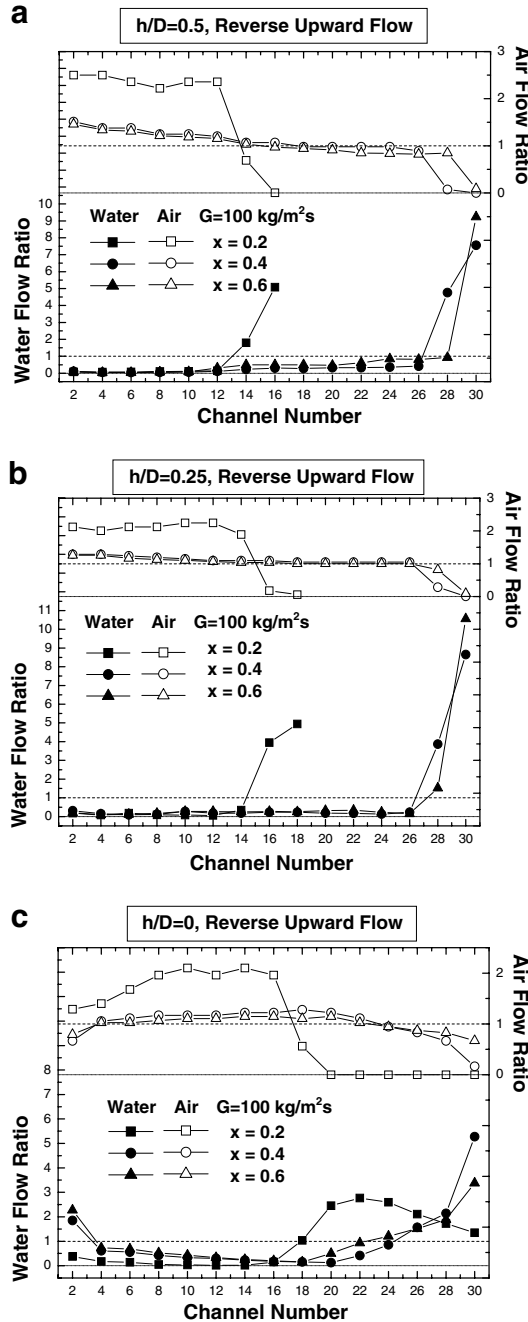 a
h/D=0.5, Reverse Upward Flow
3
2
1
0
Air Flow Ratio
10
9
8
7
6
5
4
3
2
1
0
Water Flow Ratio
Water Air G=100 kg/m²s
x = 0.2
x = 0.4
x = 0.6
2 4 6 8 10 12 14 16 18 20 22 24 26 28 30
Channel Number
b
h/D=0.25, Reverse Upward Flow
3
2
1
0
Air Flow Ratio
11
10
9
8
7
6
5
4
3
2
1
0
Water Flow Ratio
Water Air G=100 kg/m²s
x = 0.2
x = 0.4
x = 0.6
2 4 6 8 10 12 14 16 18 20 22 24 26 28 30
Channel Number
c
h/D=0, Reverse Upward Flow
2
1
0
Air Flow Ratio
8
7
6
5
4
3
2
1
0
Water Flow Ratio
Water Air G=100 kg/m²s
x = 0.2
x = 0.4
x = 0.6
2 4 6 8 10 12 14 16 18 20 22 24 26 28 30
Channel Number